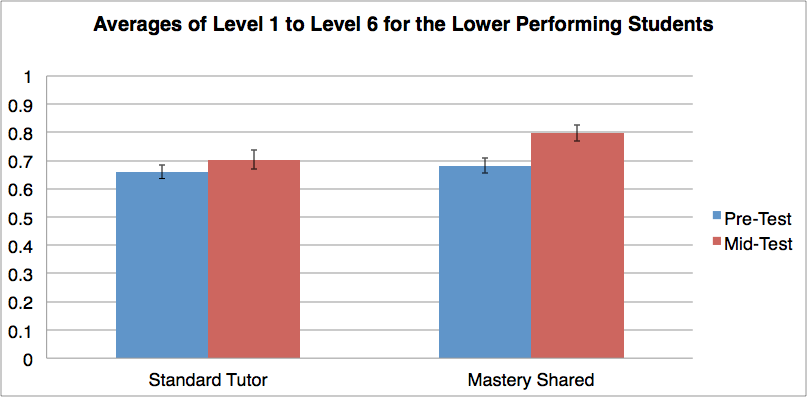 Averages of Level 1 to Level 6 for the Lower Performing Students
1
0.9
0.8
0.7
0.6
0.5
0.4
0.3
0.2
0.1
0
Pre-Test
Mid-Test
Standard Tutor
Mastery Shared